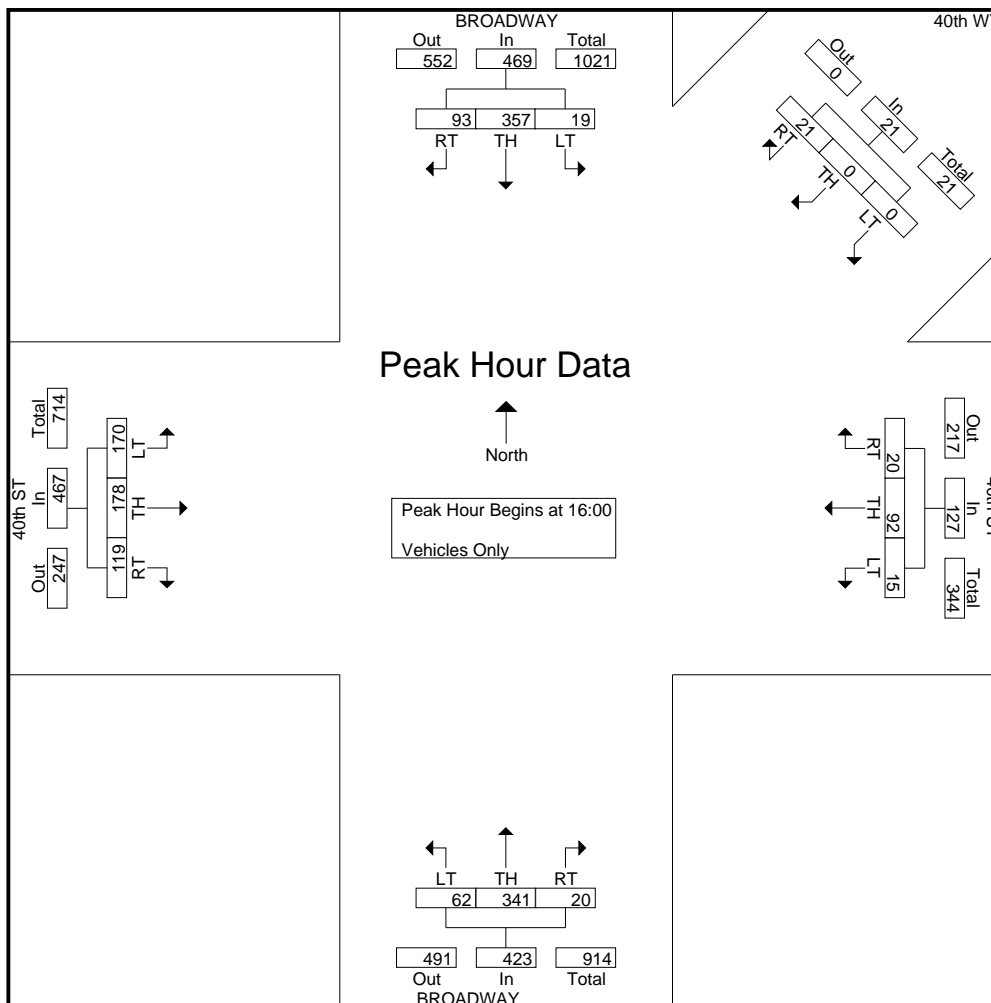 BROADWAY
Out In Total
552 469 1021
93 357 19
RT TH LT
40th
Out
0
In
21
Total
21
21 0 0
RT TH LT
Peak Hour Data
North
Peak Hour Begins at 16:00
Vehicles Only
40th ST
Total
714
In
467
Out
247
170 178 119
LT TH RT
Out
217
In
127
Total
344
20 92 15
RT TH LT
LT TH RT
62 341 20
491 423 914
Out In Total
BROADWAY